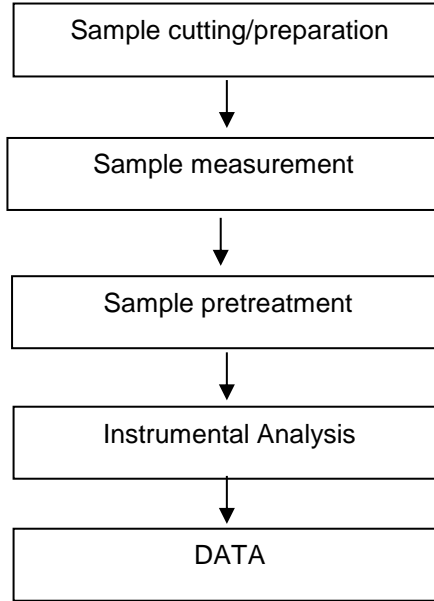 Sample cutting/preparation
Sample measurement
Sample pretreatment
Instrumental Analysis
DATA